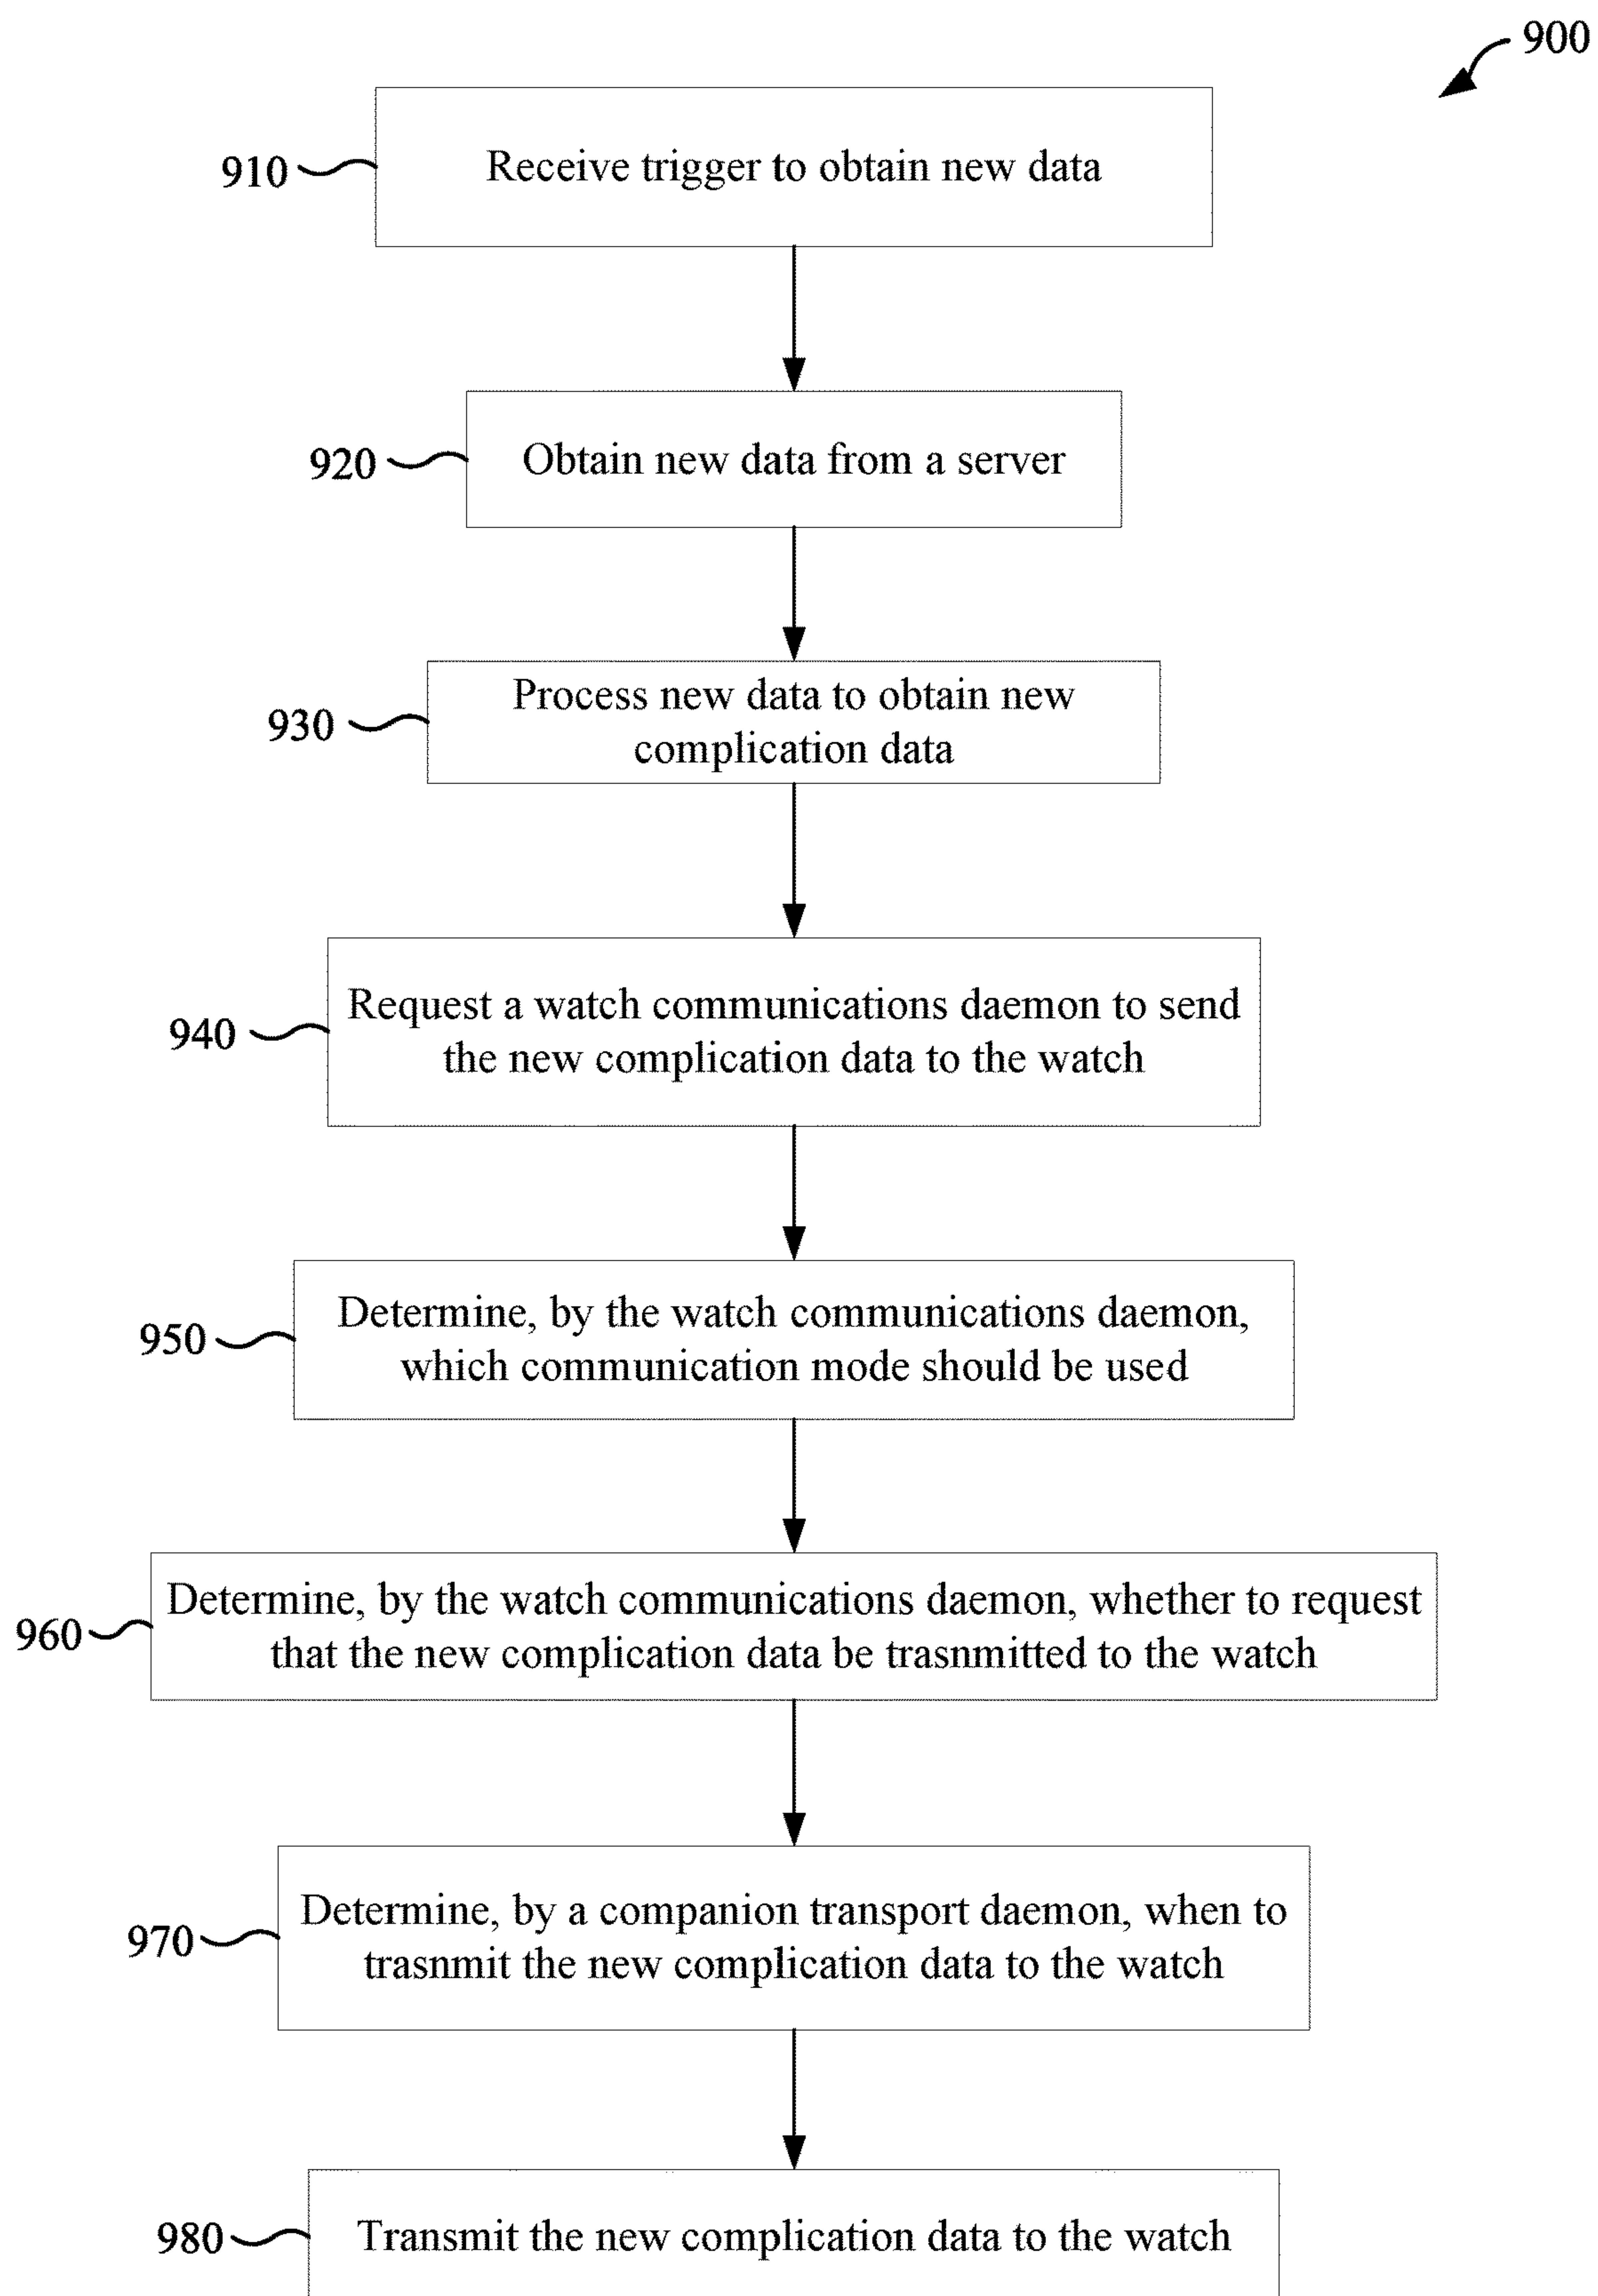 900
910
Receive trigger to obtain new data
920
Obtain new data from a server
930
Process new data to obtain new
complication data
940
Request a watch communications daemon to send
the new complication data to the watch
950
Determine, by the watch communications daemon,
which communication mode should be used
960
Determine, by the watch communications daemon, whether to request
that the new complication data be trasnmitted to the watch
970
Determine, by a companion transport daemon, when to
trasnmit the new complication data to the watch
980
Transmit the new complication data to the watch